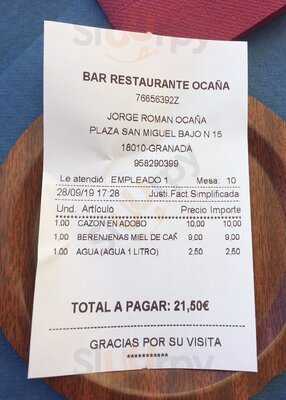 BAR RESTAURANTE OCAÑA
76656392Z
JORGE ROMAN OCAÑA
PLAZA SAN MIGUEL BAJO N 15
18010-GRANADA
958290399
Le atendió EMPLEADO 1 Mesa: 10
28/09/19 17:28 Justi.Fact.Simplificada
Und. Artículo Precio Importe
1,00 CAZON EN ADOBO 10,00 10,00
1,00 BERENJENAS MIEL DE CAÑ 9,00 9,00
1,00 AGUA (AGUA 1 LITRO) 2,50 2,50
TOTAL A PAGAR: 21,50€
GRACIAS POR SU VISITA
***********